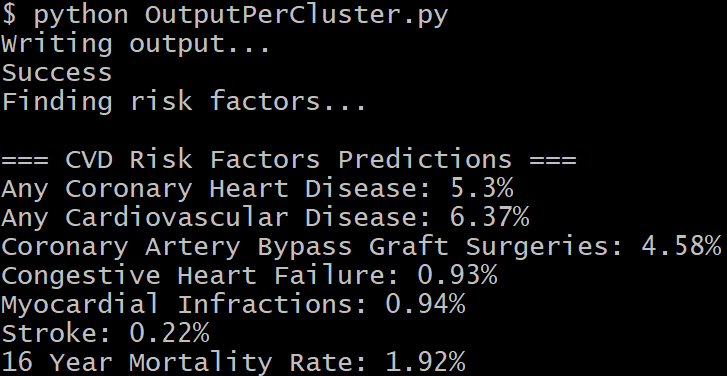 $ python OutputPerCluster.py
Writing output...
Success
Finding risk factors...
=== CVD Risk Factors Predictions ===
Any Coronary Heart Disease: 5.3%
Any Cardiovascular Disease: 6.37%
Coronary Artery Bypass Graft Surgeries: 4.58%
Congestive Heart Failure: 0.93%
Myocardial Infractions: 0.94%
Stroke: 0.22%
16 Year Mortality Rate: 1.92%